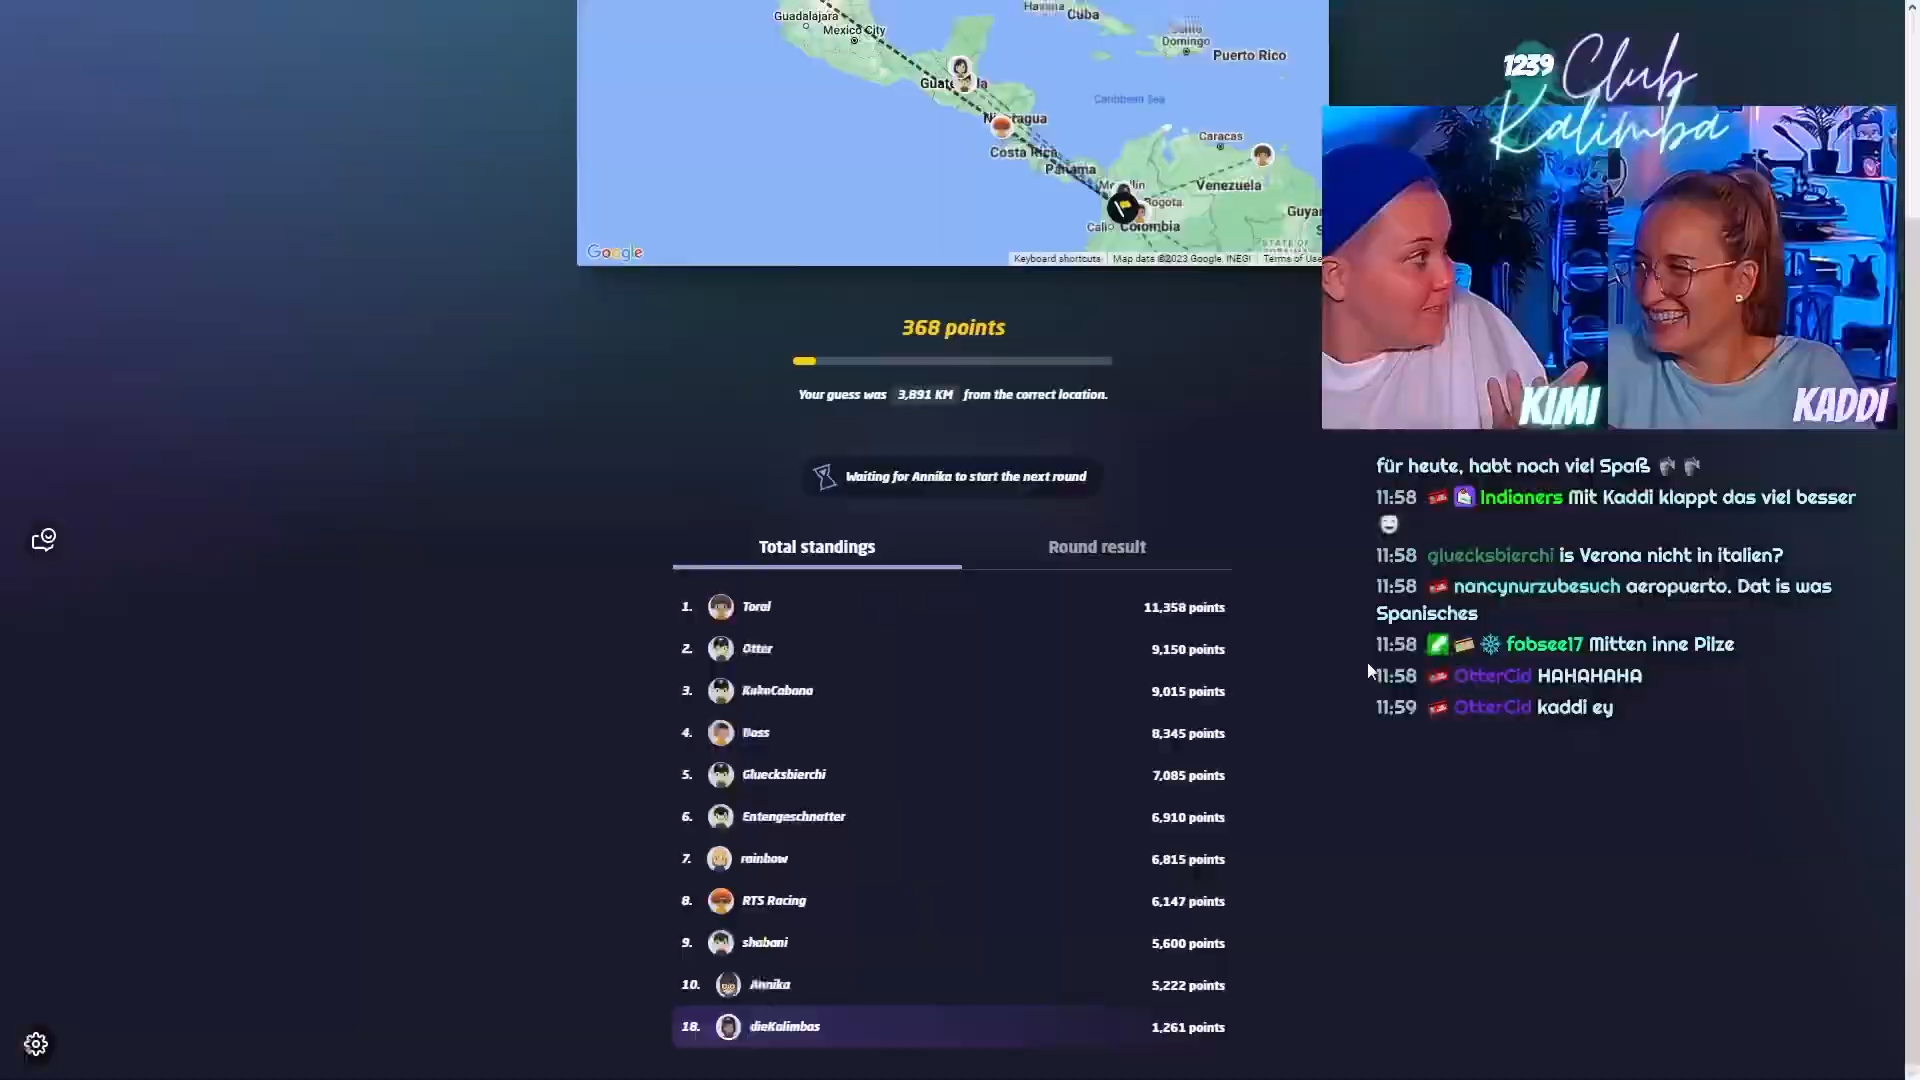 Guadalajara
Mexico City
Havana
Cuba
Santo
Domingo
Puerto Rico
Caribbean Sea
Nicaragua
Costa Rica
Panama
Caracas
Venezuela
Bogota
Cali
Colombia
Guya
STATE OF
Google
Keyboard shortcuts
Map data ©2023 Google, INEGI
Terms of Use
1239
Club
Kalimba
KIMI
KADDI
368 points
Your guess was 3,891 KM from the correct location.
Waiting for Annika to start the next round
Total standings
Round result
1. Toral 11,358 points
2. Otter 9,150 points
3. KukoCabana 9,015 points
4. Boss 8,345 points
5. Gluecksbierchi 7,085 points
6. Entengeschnatter 6,910 points
7. rainbow 6,815 points
8. RTS Racing 6,147 points
9. shabani 5,600 points
10. Annika 5,222 points
18. dieKalimbas 1,261 points
für heute, habt noch viel Spaß
11:58 Indianers Mit Kaddi klappt das viel besser
11:58 gluecksbierchi is Verona nicht in italien?
11:58 nancynurzubesuch aeropuerto. Dat is was
Spanisches
11:58 fabsee17 Mitten inne Pilze
11:58 OtterCid HAHAHAHA
11:59 OtterCid kaddi ey